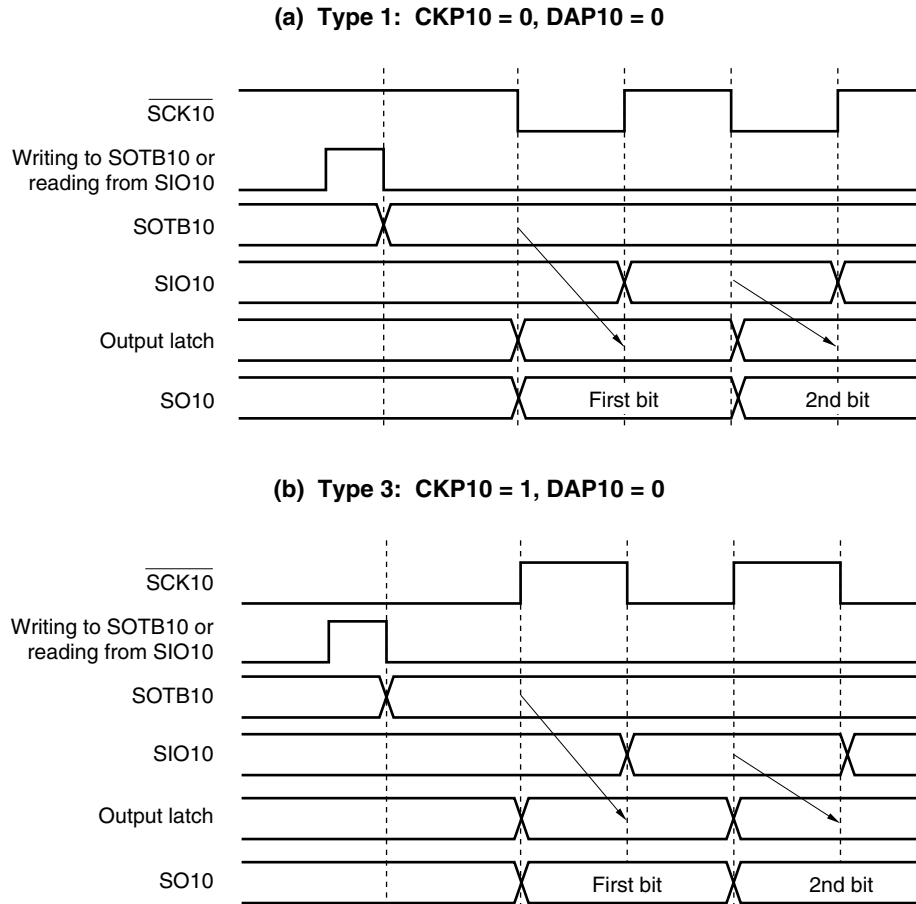 (a) Type 1: CKP10 = 0, DAP10 = 0
SCK10
Writing to SOTB10 or
reading from SIO10
SOTB10
SIO10
Output latch
SO10
First bit
2nd bit
(b) Type 3: CKP10 = 1, DAP10 = 0
SCK10
Writing to SOTB10 or
reading from SIO10
SOTB10
SIO10
Output latch
SO10
First bit
2nd bit